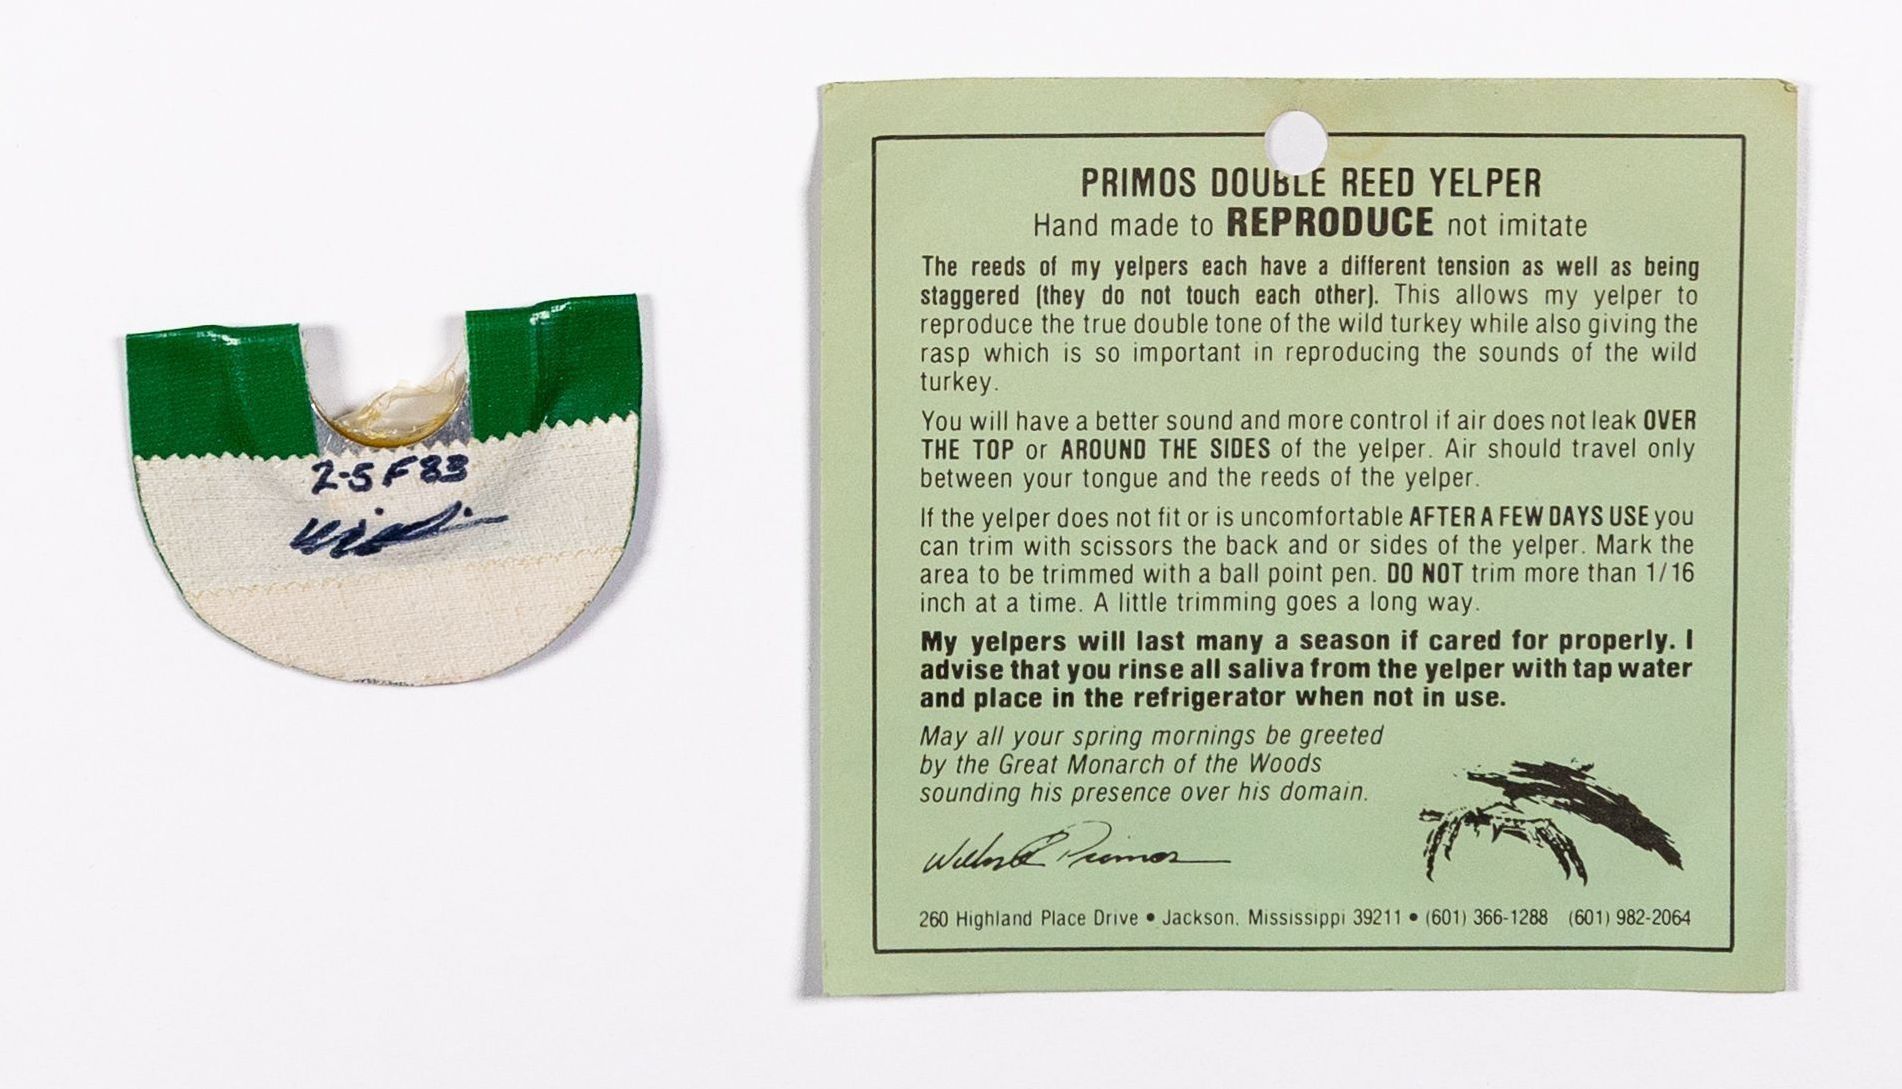 2-5 F 83
PRIMOS DOUBLE REED YELPER
Hand made to REPRODUCE not imitate
The reeds of my yelpers each have a different tension as well as being
staggered (they do not touch each other). This allows my yelper to
reproduce the true double tone of the wild turkey while also giving the
rasp which is so important in reproducing the sounds of the wild
turkey.
You will have a better sound and more control if air does not leak OVER
THE TOP or AROUND THE SIDES of the yelper. Air should travel only
between your tongue and the reeds of the yelper.
If the yelper does not fit or is uncomfortable AFTER A FEW DAYS USE you
can trim with scissors the back and or sides of the yelper. Mark the
area to be trimmed with a ball point pen. DO NOT trim more than 1/16
inch at a time. A little trimming goes a long way.
My yelpers will last many a season if cared for properly. I
advise that you rinse all saliva from the yelper with tap water
and place in the refrigerator when not in use.
May all your spring mornings be greeted
by the Great Monarch of the Woods
sounding his presence over his domain.
Primos
260 Highland Place Drive • Jackson, Mississippi 39211 • (601) 366-1288 (601) 982-2064